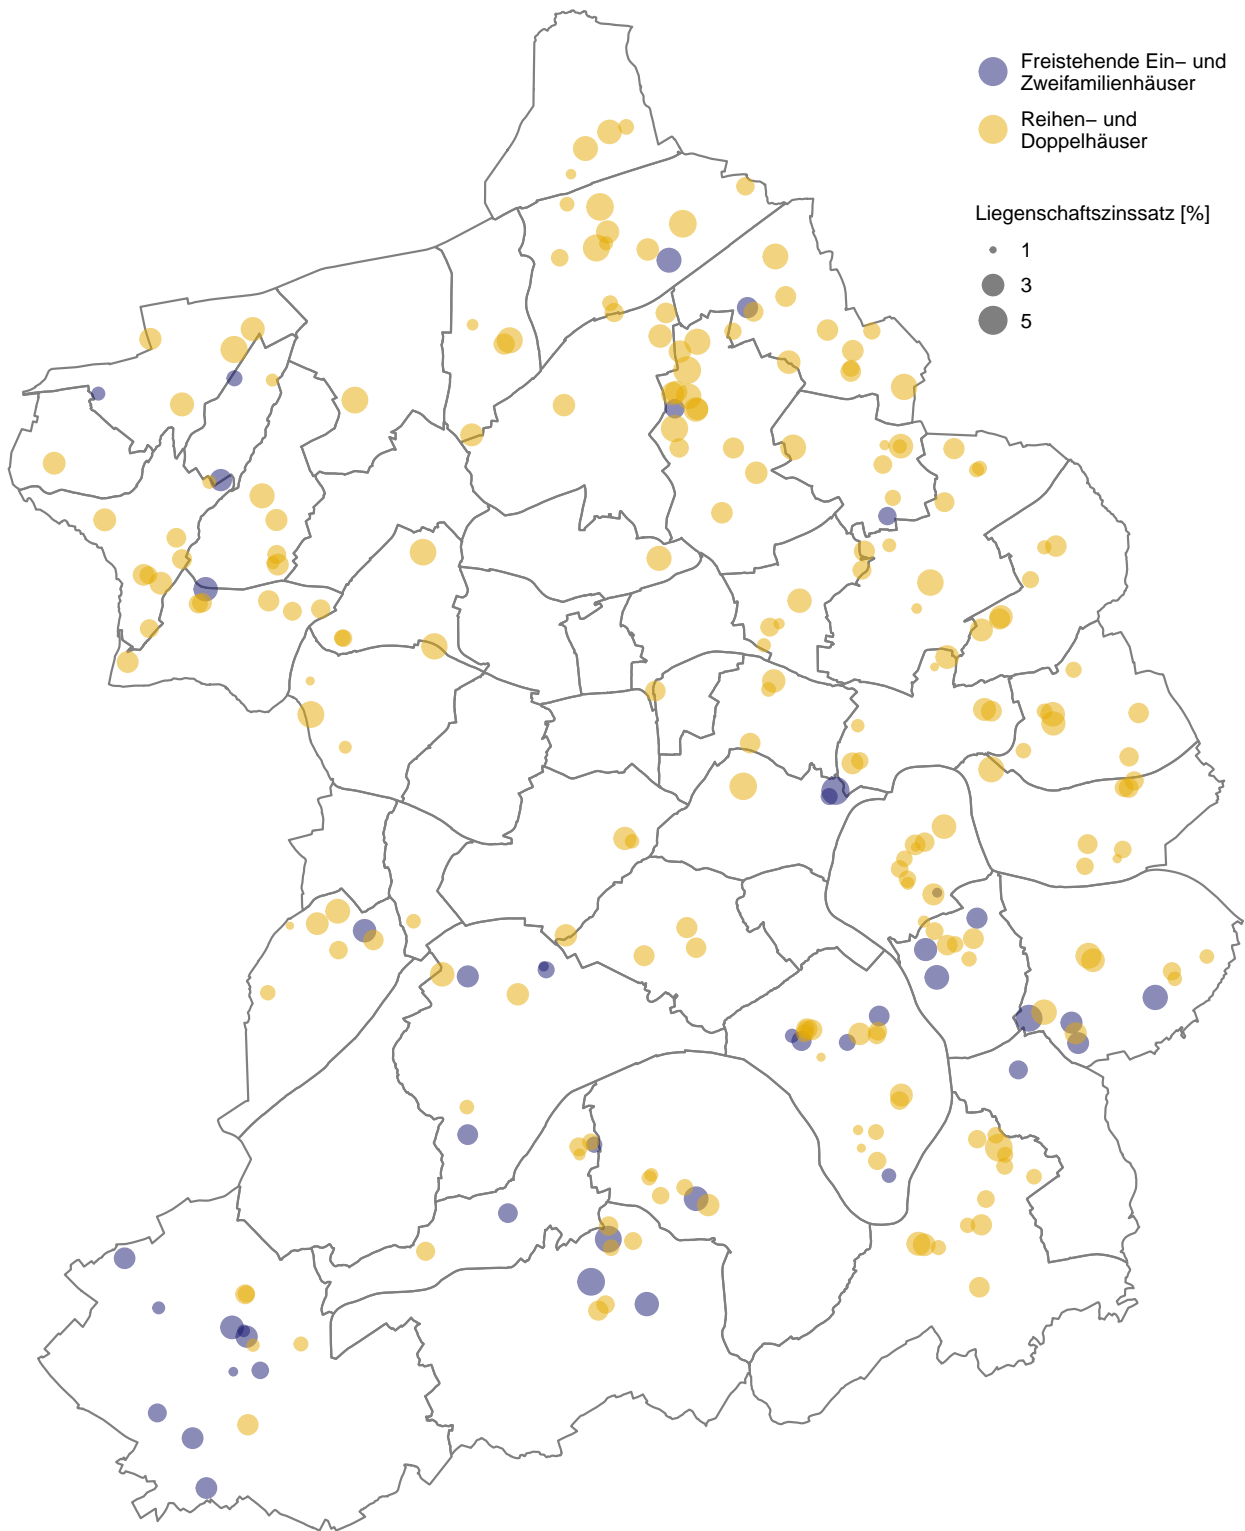 Freistehende Ein− und
Zweifamilienhäuser
Reihen− und
Doppelhäuser
Liegenschaftszinssatz [%]
1
3
5